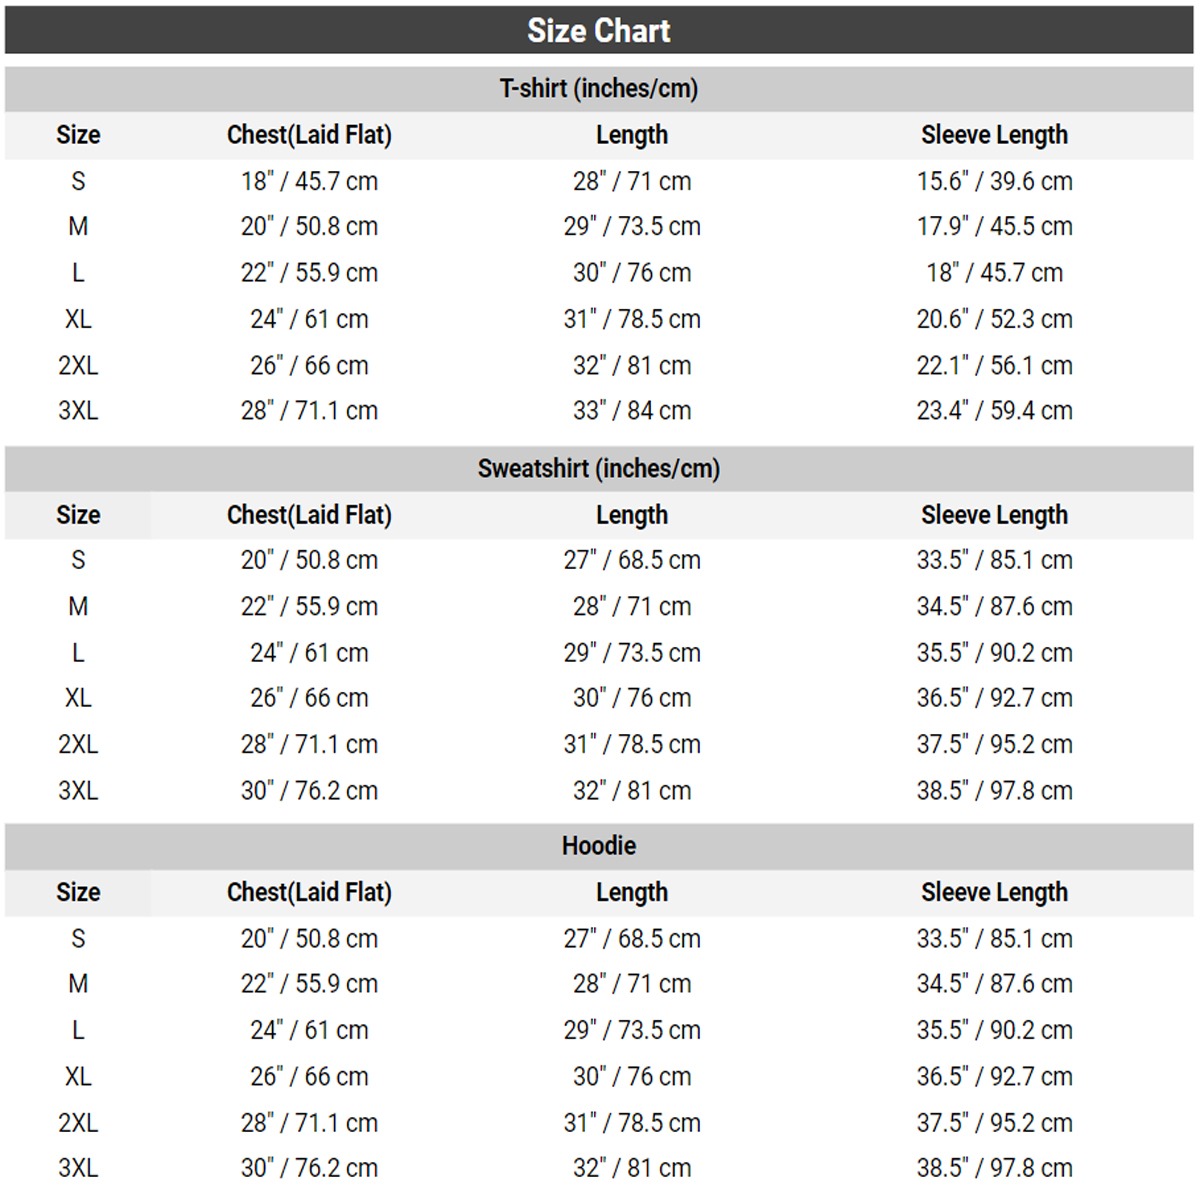 Size Chart
T-shirt (inches/cm)
Size Chest(Laid Flat) Length Sleeve Length
S 18" / 45.7 cm 28" / 71 cm 15.6" / 39.6 cm
M 20" / 50.8 cm 29" / 73.5 cm 17.9" / 45.5 cm
L 22" / 55.9 cm 30" / 76 cm 18" / 45.7 cm
XL 24" / 61 cm 31" / 78.5 cm 20.6" / 52.3 cm
2XL 26" / 66 cm 32" / 81 cm 22.1" / 56.1 cm
3XL 28" / 71.1 cm 33" / 84 cm 23.4" / 59.4 cm
Sweatshirt (inches/cm)
Size Chest(Laid Flat) Length Sleeve Length
S 20" / 50.8 cm 27" / 68.5 cm 33.5" / 85.1 cm
M 22" / 55.9 cm 28" / 71 cm 34.5" / 87.6 cm
L 24" / 61 cm 29" / 73.5 cm 35.5" / 90.2 cm
XL 26" / 66 cm 30" / 76 cm 36.5" / 92.7 cm
2XL 28" / 71.1 cm 31" / 78.5 cm 37.5" / 95.2 cm
3XL 30" / 76.2 cm 32" / 81 cm 38.5" / 97.8 cm
Hoodie
Size Chest(Laid Flat) Length Sleeve Length
S 20" / 50.8 cm 27" / 68.5 cm 33.5" / 85.1 cm
M 22" / 55.9 cm 28" / 71 cm 34.5" / 87.6 cm
L 24" / 61 cm 29" / 73.5 cm 35.5" / 90.2 cm
XL 26" / 66 cm 30" / 76 cm 36.5" / 92.7 cm
2XL 28" / 71.1 cm 31" / 78.5 cm 37.5" / 95.2 cm
3XL 30" / 76.2 cm 32" / 81 cm 38.5" / 97.8 cm